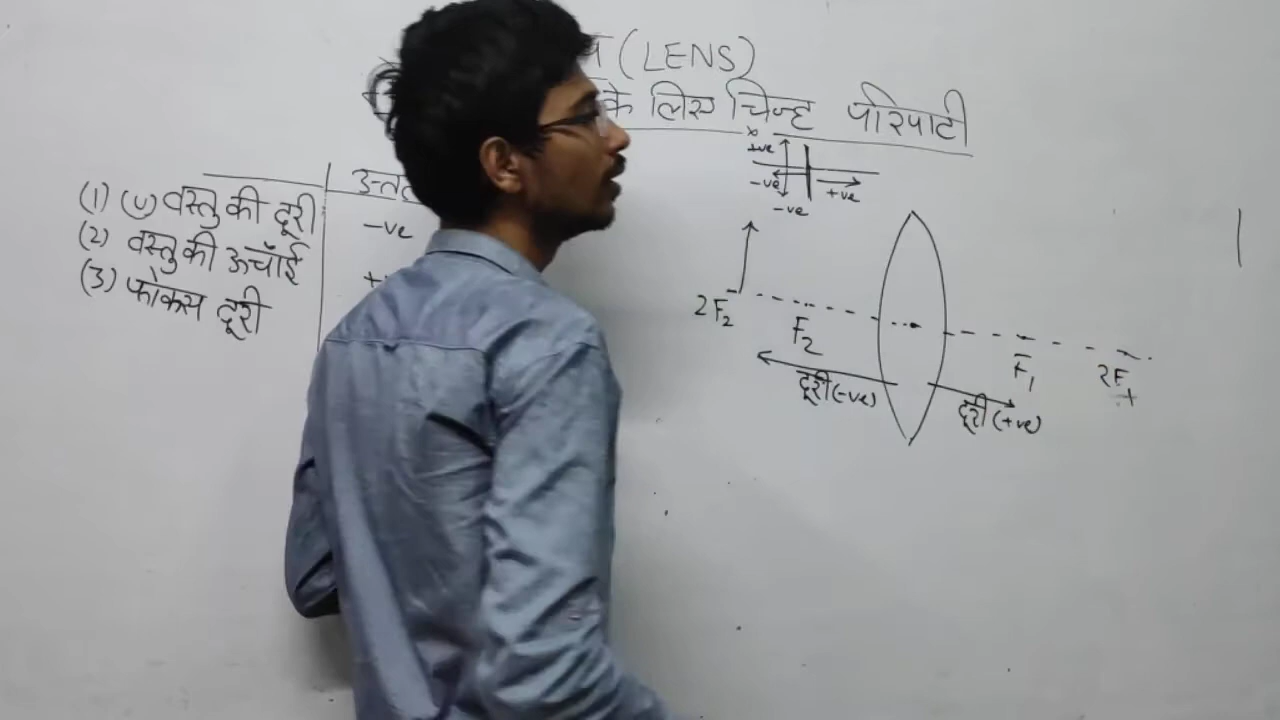 (LENS)
के लिए चिन्ह परिपाटी
+ve
-ve
+ve
-ve
(1) (u) वस्तु की दूरी
-ve
(2) वस्तु की ऊचाँई
(3) फोकस दूरी
2F₂
F₂
F₁
2F₁
दूरी (-ve)
दूरी (+ve)